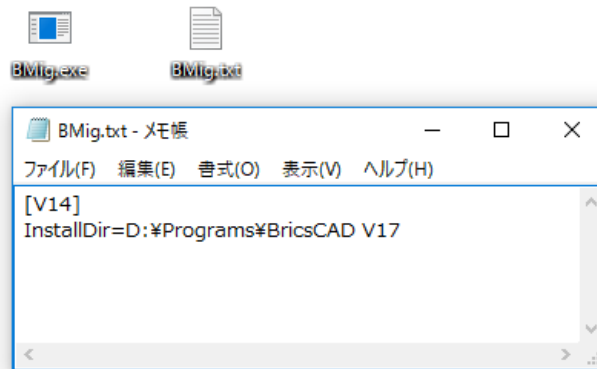 BMig.exe
BMig.txt
BMig.txt - メモ帳
ファイル(F) 編集(E) 書式(O) 表示(V) ヘルプ(H)
[V14]
InstallDir=D:¥Programs¥BricsCAD V17